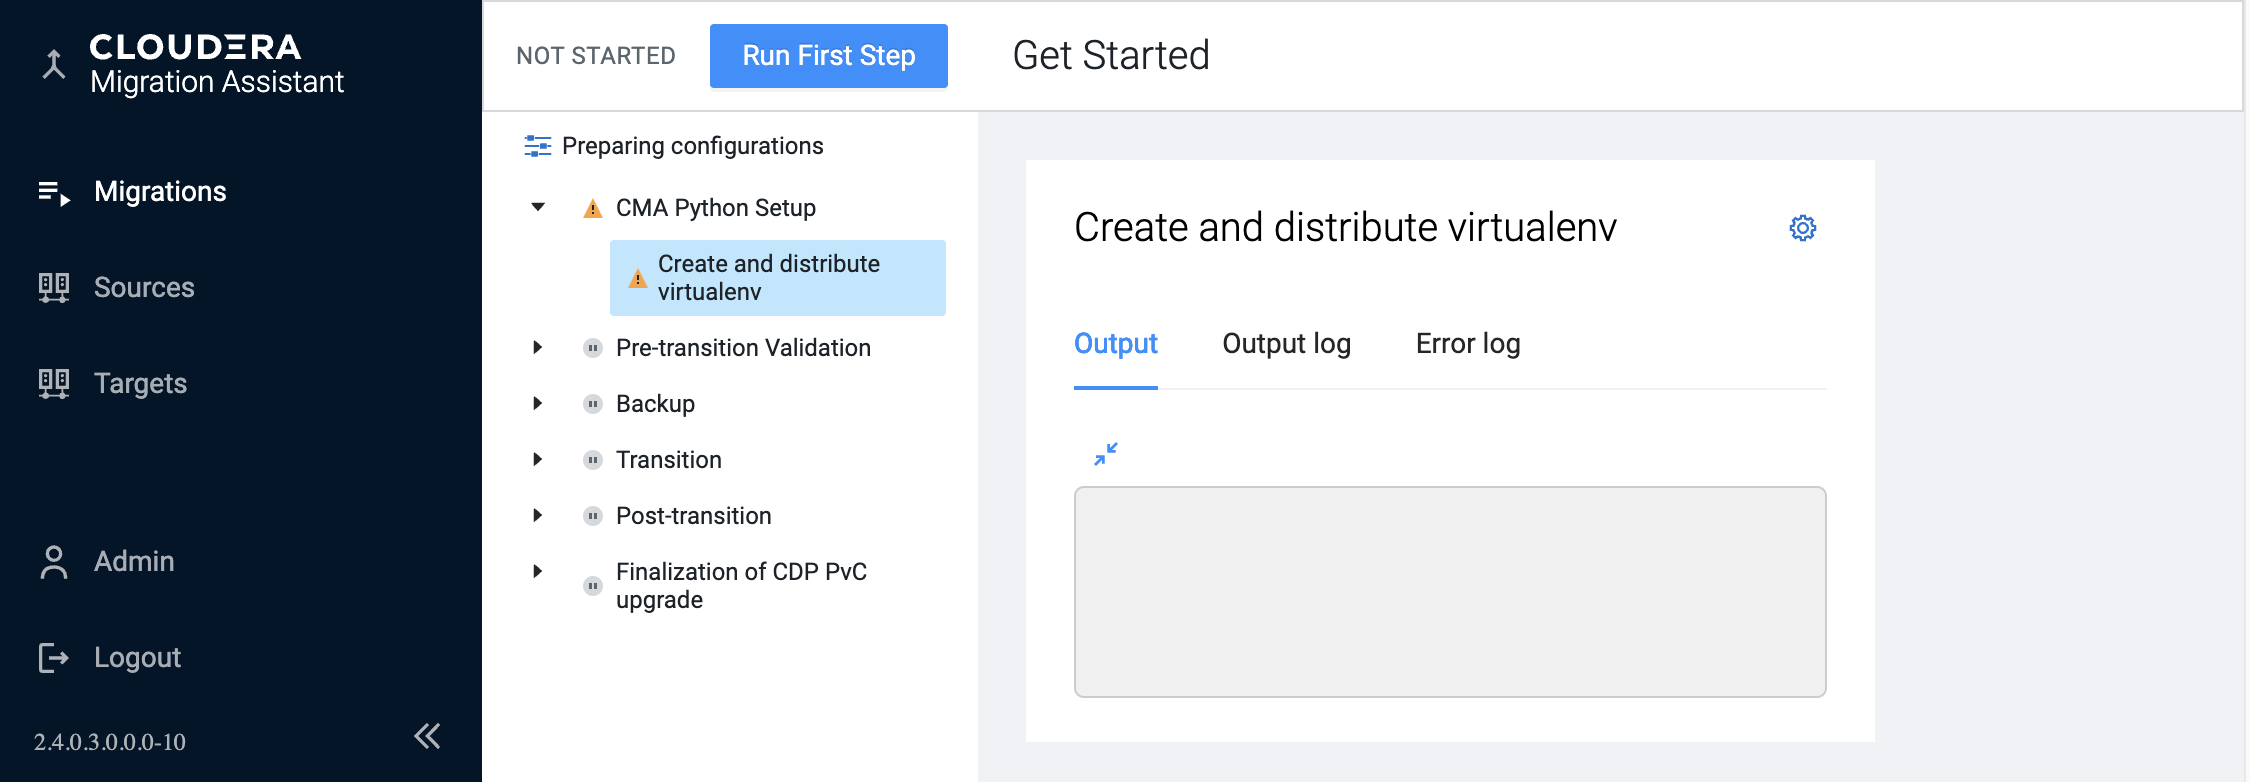 CLOUDERA
Migration Assistant
Migrations
Sources
Targets
Admin
Logout
2.4.0.3.0.0.0-10
NOT STARTED
Run First Step
Get Started
Preparing configurations
CMA Python Setup
Create and distribute
virtualenv
Pre-transition Validation
Backup
Transition
Post-transition
Finalization of CDP PvC
upgrade
Create and distribute virtualenv
Output
Output log
Error log